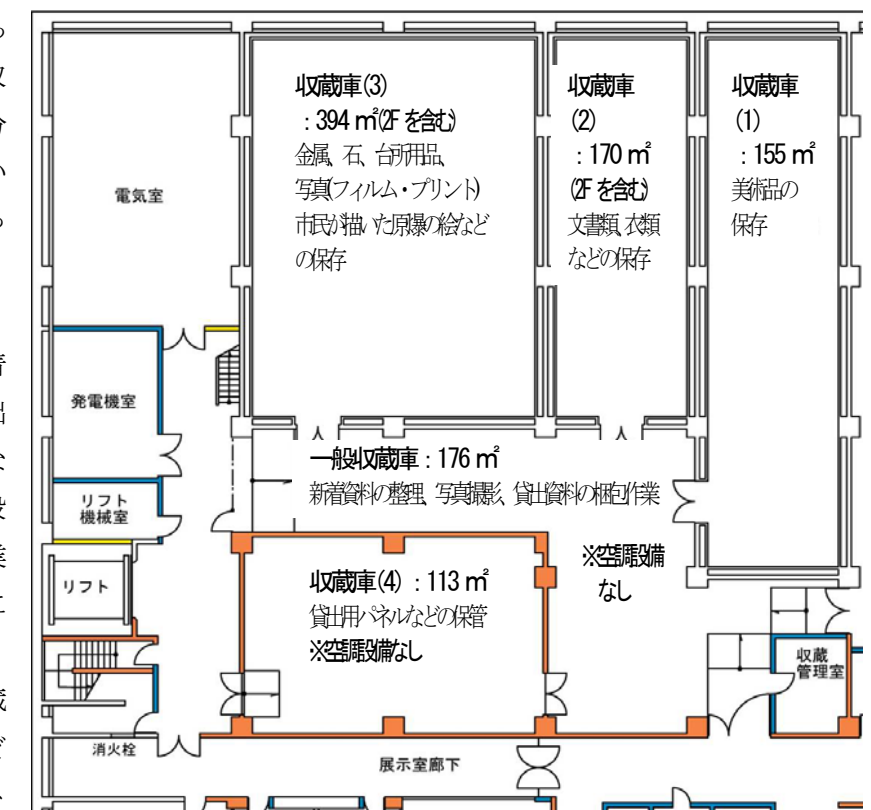 収蔵庫(3)
:394 ㎡(2F を含む)
金属、石、台所用品、
写真(フィルム・プリント)
市民が描いた原爆の絵など
の保存
収蔵庫
(2)
:170 ㎡
(2F を含む)
文書類、衣類
などの保存
収蔵庫
(1)
:155 ㎡
美術品の
保存
電気室
発電機室
リフト
機械室
リフト
一般収蔵庫:176 ㎡
新着資料の整理、写真撮影、貸出資料の梱包作業
※空調設備
なし
収蔵庫(4):113 ㎡
貸出用パネルなどの保管
※空調設備なし
収蔵
管理室
消火栓
展示室廊下